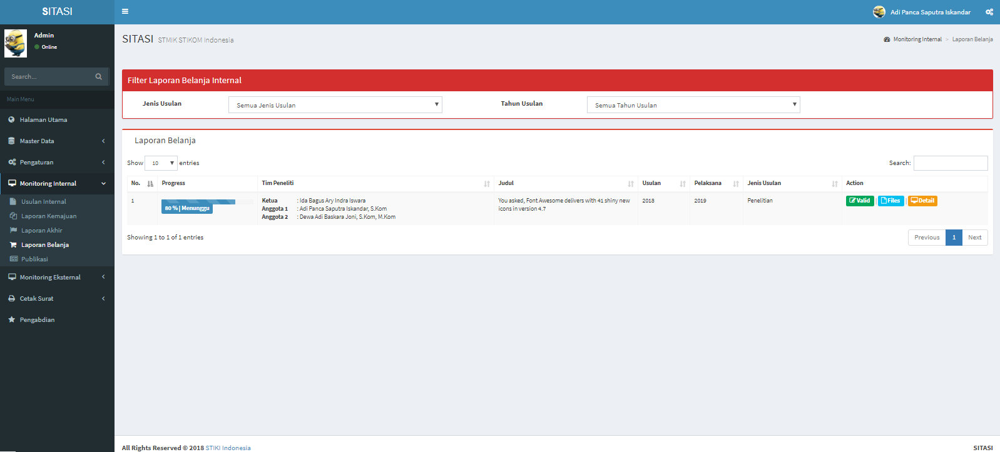 SITASI
Adi Panca Saputra Iskandar
Admin
Online
Search...
Main Menu
Halaman Utama
Master Data
Pengaturan
Monitoring Internal
Usulan Internal
Laporan Kemajuan
Laporan Akhir
Laporan Belanja
Publikasi
Monitoring Eksternal
Cetak Surat
Pengabdian
SITASI STMIK STIKOM Indonesia
Monitoring Internal > Laporan Belanja
Filter Laporan Belanja Internal
Jenis Usulan Semua Jenis Usulan Tahun Usulan Semua Tahun Usulan
Laporan Belanja
Show 10 entries Search:
No. Progress Tim Peneliti Judul Usulan Pelaksana Jenis Usulan Action
1
80 % | Menunggu
Ketua : Ida Bagus Ary Indra Iswara
Anggota 1 : Adi Panca Saputra Iskandar, S.Kom
Anggota 2 : Dewa Adi Baskara Joni, S.Kom, M.Kom
You asked, Font Awesome delivers with 41 shiny new
icons in version 4.7
2018
2019
Penelitian
Valid | Files | Detail
Showing 1 to 1 of 1 entries
Previous 1 Next
All Rights Reserved © 2018 STIKI Indonesia
SITASI